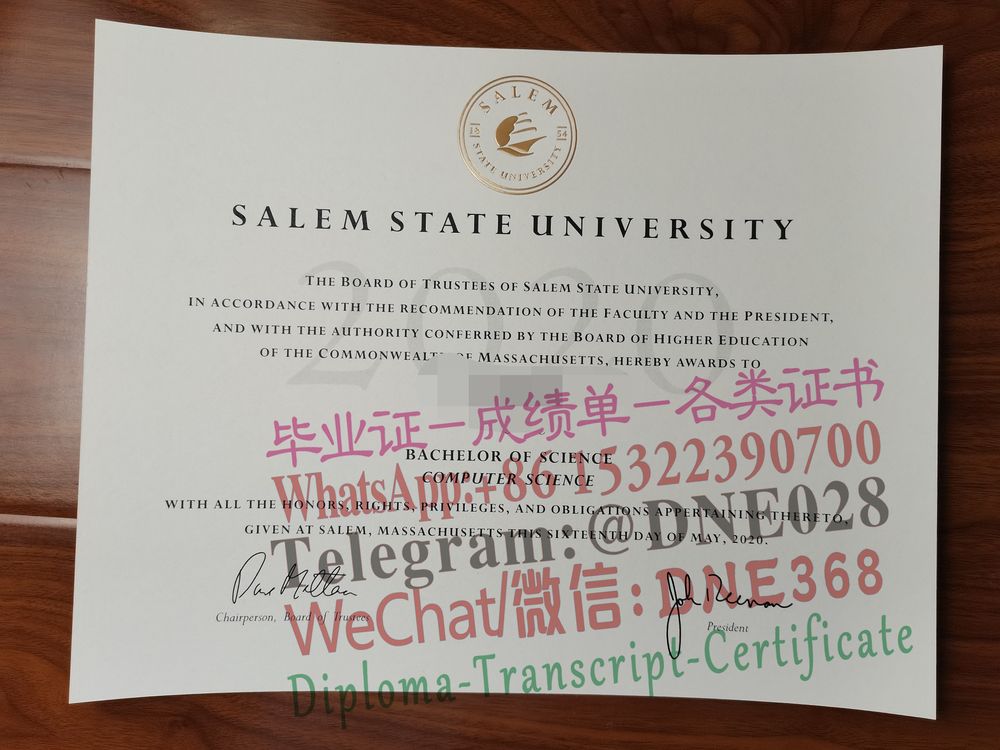 SALEM
18 54
STATE UNIVERSITY
SALEM STATE UNIVERSITY
2020
THE BOARD OF TRUSTEES OF SALEM STATE UNIVERSITY,
IN ACCORDANCE WITH THE RECOMMENDATION OF THE FACULTY AND THE PRESIDENT,
AND WITH THE AUTHORITY CONFERRED BY THE BOARD OF HIGHER EDUCATION
OF THE COMMONWEALTH OF MASSACHUSETTS, HEREBY AWARDS TO
毕业证－成绩单－各类证书
BACHELOR OF SCIENCE
COMPUTER SCIENCE
WhatsApp:+86 15322390700
WITH ALL THE HONORS, RIGHTS, PRIVILEGES, AND OBLIGATIONS APPERTAINING THERETO,
GIVEN AT SALEM, MASSACHUSETTS THIS SIXTEENTH DAY OF MAY, 2020.
Telegram:@DNE028
WeChat/微信:DNE368
Chairperson, Board of Trustees
President
Diploma-Transcript-Certificate